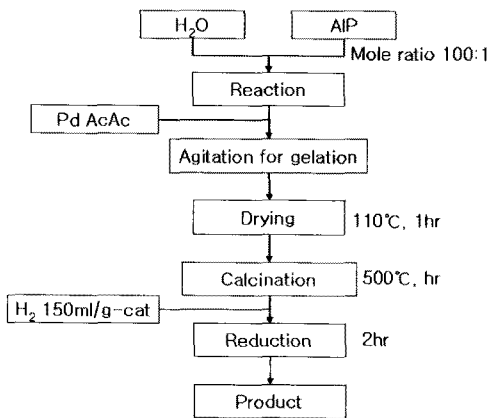 H₂O
AIP
Mole ratio 100:1
Reaction
Pd AcAc
Agitation for gelation
Drying
110℃, 1hr
Calcination
500℃, hr
H₂ 150ml/g-cat
Reduction
2hr
Product